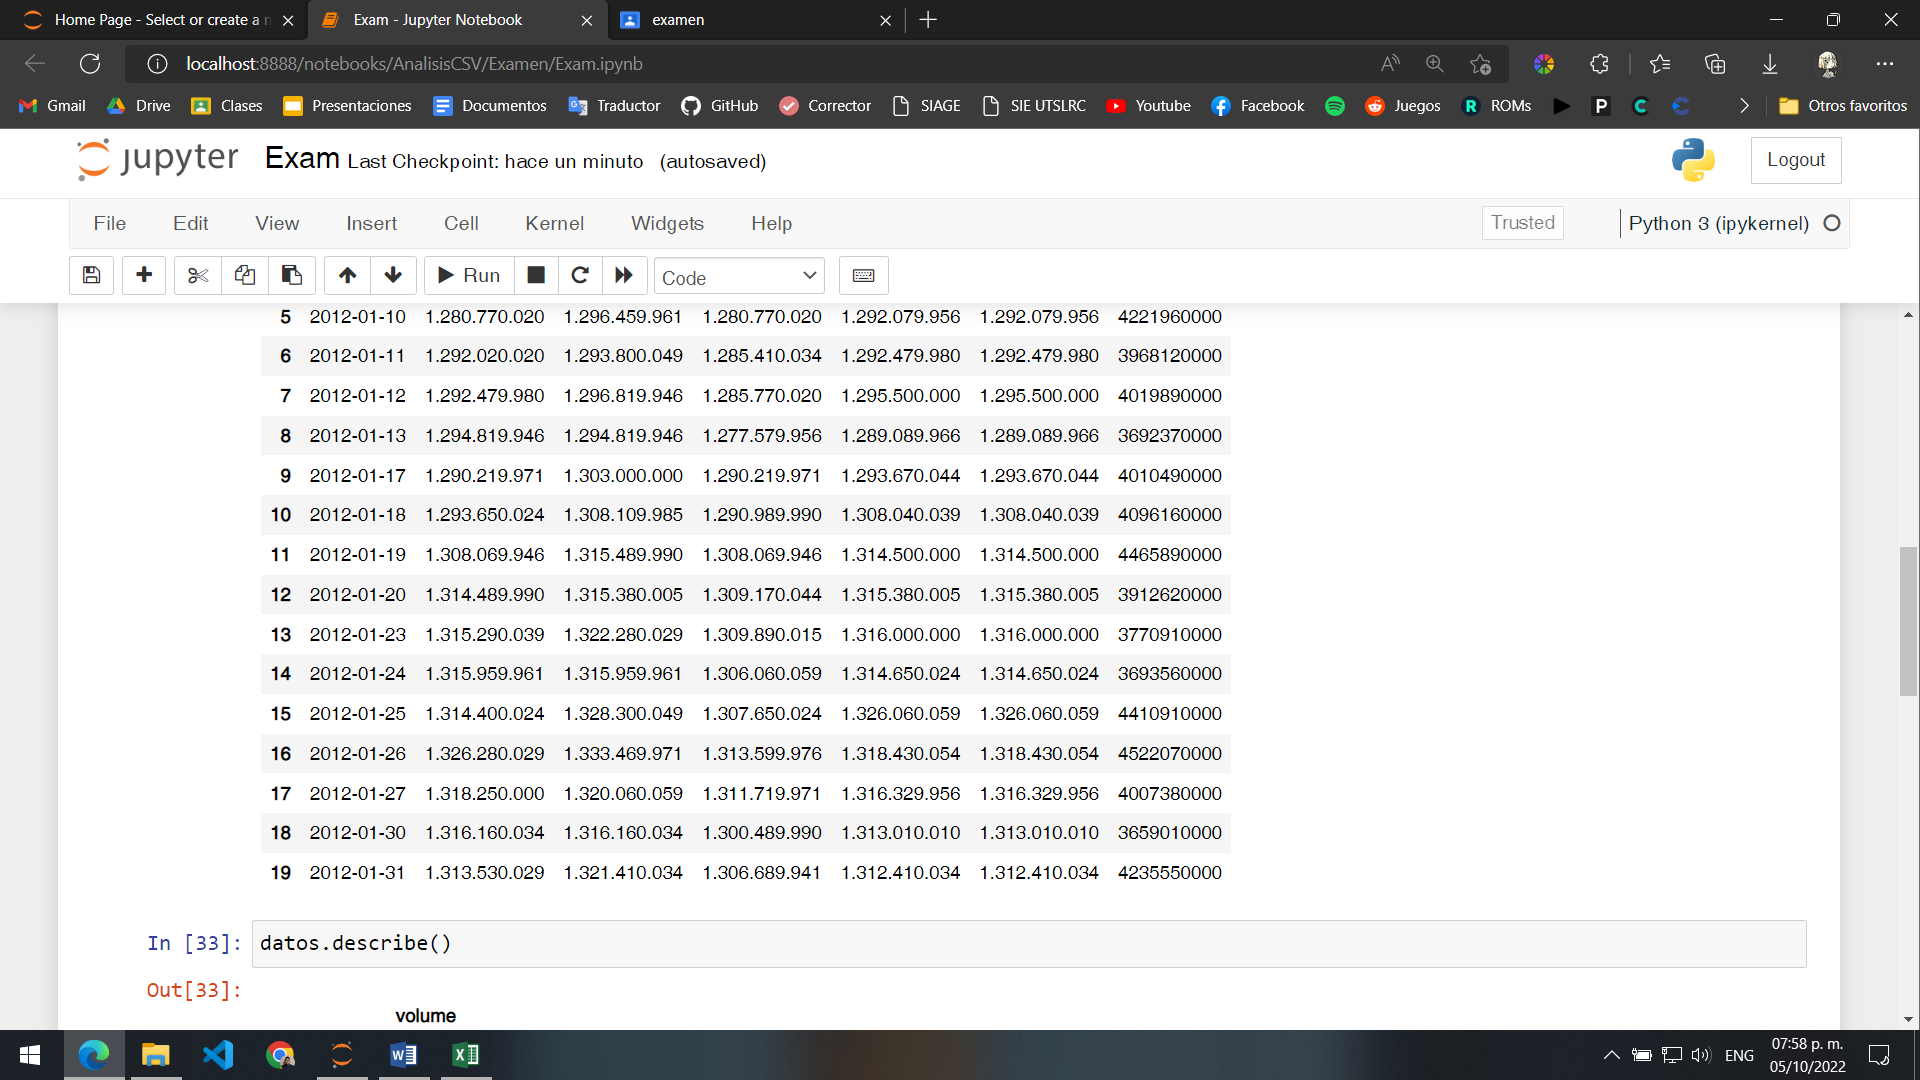 Home Page - Select or create a n
Exam - Jupyter Notebook
examen
localhost:8888/notebooks/AnalisisCSV/Examen/Exam.ipynb
Gmail Drive Clases Presentaciones Documentos Traductor GitHub Corrector SIAGE SIE UTSLRC Youtube Facebook Juegos ROMs Otros favoritos
jupyter Exam Last Checkpoint: hace un minuto (autosaved)
Logout
File Edit View Insert Cell Kernel Widgets Help Trusted Python 3 (ipykernel)
Run Code
5 2012-01-10 1.280.770.020 1.296.459.961 1.280.770.020 1.292.079.956 1.292.079.956 4221960000
6 2012-01-11 1.292.020.020 1.293.800.049 1.285.410.034 1.292.479.980 1.292.479.980 3968120000
7 2012-01-12 1.292.479.980 1.296.819.946 1.285.770.020 1.295.500.000 1.295.500.000 4019890000
8 2012-01-13 1.294.819.946 1.294.819.946 1.277.579.956 1.289.089.966 1.289.089.966 3692370000
9 2012-01-17 1.290.219.971 1.303.000.000 1.290.219.971 1.293.670.044 1.293.670.044 4010490000
10 2012-01-18 1.293.650.024 1.308.109.985 1.290.989.990 1.308.040.039 1.308.040.039 4096160000
11 2012-01-19 1.308.069.946 1.315.489.990 1.308.069.946 1.314.500.000 1.314.500.000 4465890000
12 2012-01-20 1.314.489.990 1.315.380.005 1.309.170.044 1.315.380.005 1.315.380.005 3912620000
13 2012-01-23 1.315.290.039 1.322.280.029 1.309.890.015 1.316.000.000 1.316.000.000 3770910000
14 2012-01-24 1.315.959.961 1.315.959.961 1.306.060.059 1.314.650.024 1.314.650.024 3693560000
15 2012-01-25 1.314.400.024 1.328.300.049 1.307.650.024 1.326.060.059 1.326.060.059 4410910000
16 2012-01-26 1.326.280.029 1.333.469.971 1.313.599.976 1.318.430.054 1.318.430.054 4522070000
17 2012-01-27 1.318.250.000 1.320.060.059 1.311.719.971 1.316.329.956 1.316.329.956 4007380000
18 2012-01-30 1.316.160.034 1.316.160.034 1.300.489.990 1.313.010.010 1.313.010.010 3659010000
19 2012-01-31 1.313.530.029 1.321.410.034 1.306.689.941 1.312.410.034 1.312.410.034 4235550000
In [33]: datos.describe()
Out[33]:
volume
ENG
07:58 p. m.
05/10/2022